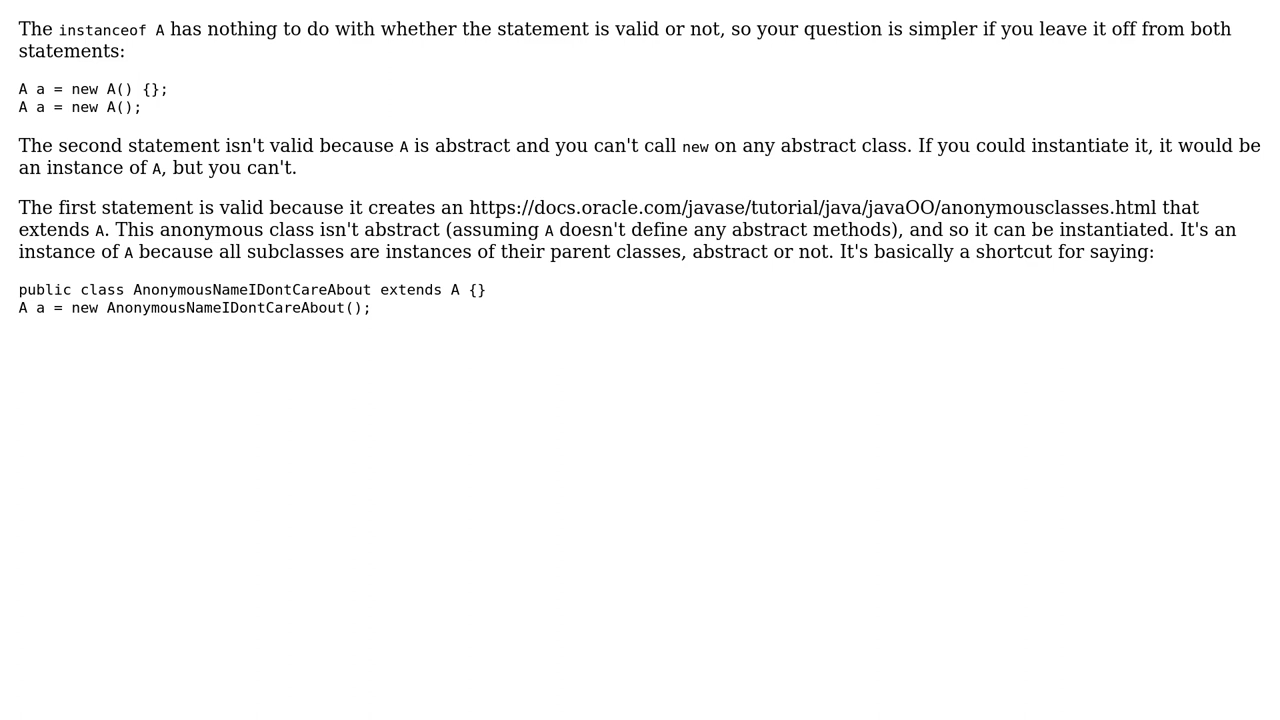 The instanceof A has nothing to do with whether the statement is valid or not, so your question is simpler if you leave it off from both
statements:
A a = new A() {};
A a = new A();
The second statement isn't valid because A is abstract and you can't call new on any abstract class. If you could instantiate it, it would be
an instance of A, but you can't.
The first statement is valid because it creates an https://docs.oracle.com/javase/tutorial/java/javaOO/anonymousclasses.html that
extends A. This anonymous class isn't abstract (assuming A doesn't define any abstract methods), and so it can be instantiated. It's an
instance of A because all subclasses are instances of their parent classes, abstract or not. It's basically a shortcut for saying:
public class AnonymousNameIDontCareAbout extends A {}
A a = new AnonymousNameIDontCareAbout();